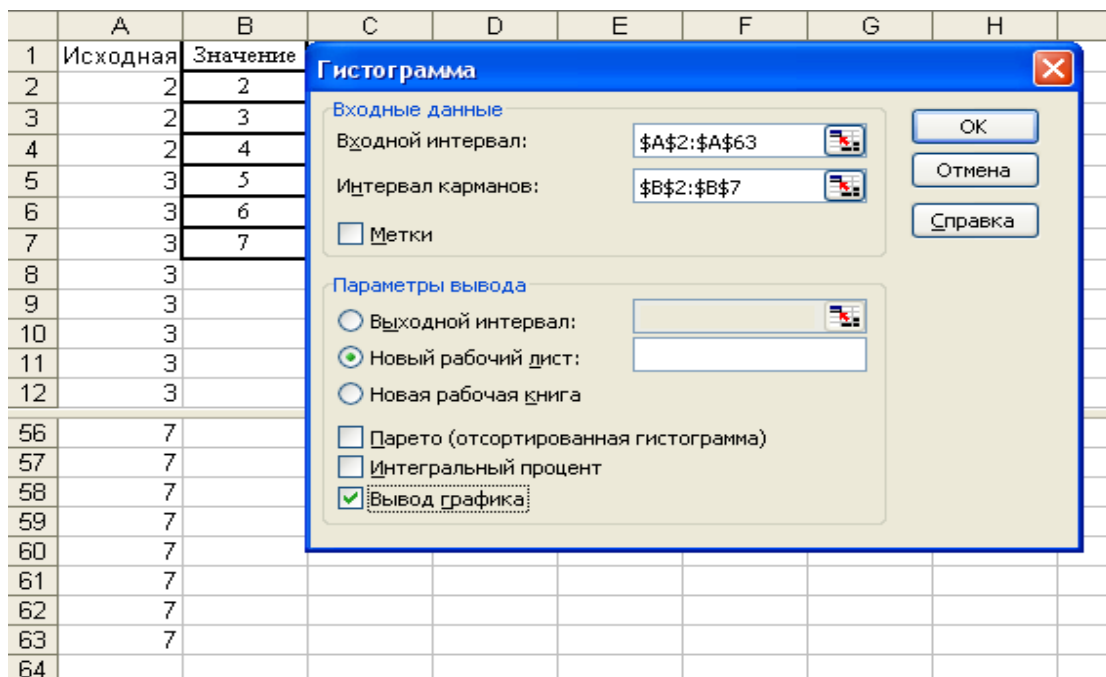 A B C D E F G H
1 Исходная Значение
Гистограмма
2 2 2
Входные данные
3 2 3
Входной интервал: $A$2:$A$63
ОК
4 2 4
5 3 5
Интервал карманов: $B$2:$B$7
Отмена
6 3 6
Справка
7 3 7
Метки
8 3
Параметры вывода
9 3
10 3
Выходной интервал:
11 3
Новый рабочий лист:
12 3
Новая рабочая книга
56 7
Парето (отсортированная гистограмма)
57 7
Интегральный процент
58 7
Вывод графика
59 7
60 7
61 7
62 7
63 7
64